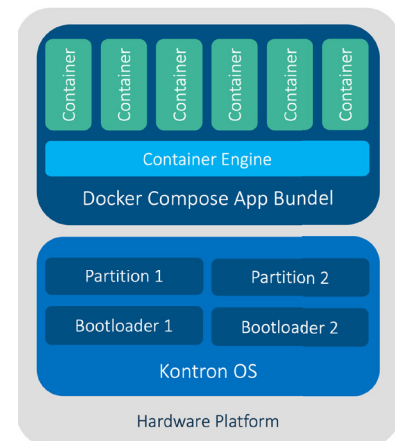 Container Container Container Container Container Container
Container Engine
Docker Compose App Bundel
Partition 1 Partition 2
Bootloader 1 Bootloader 2
Kontron OS
Hardware Platform